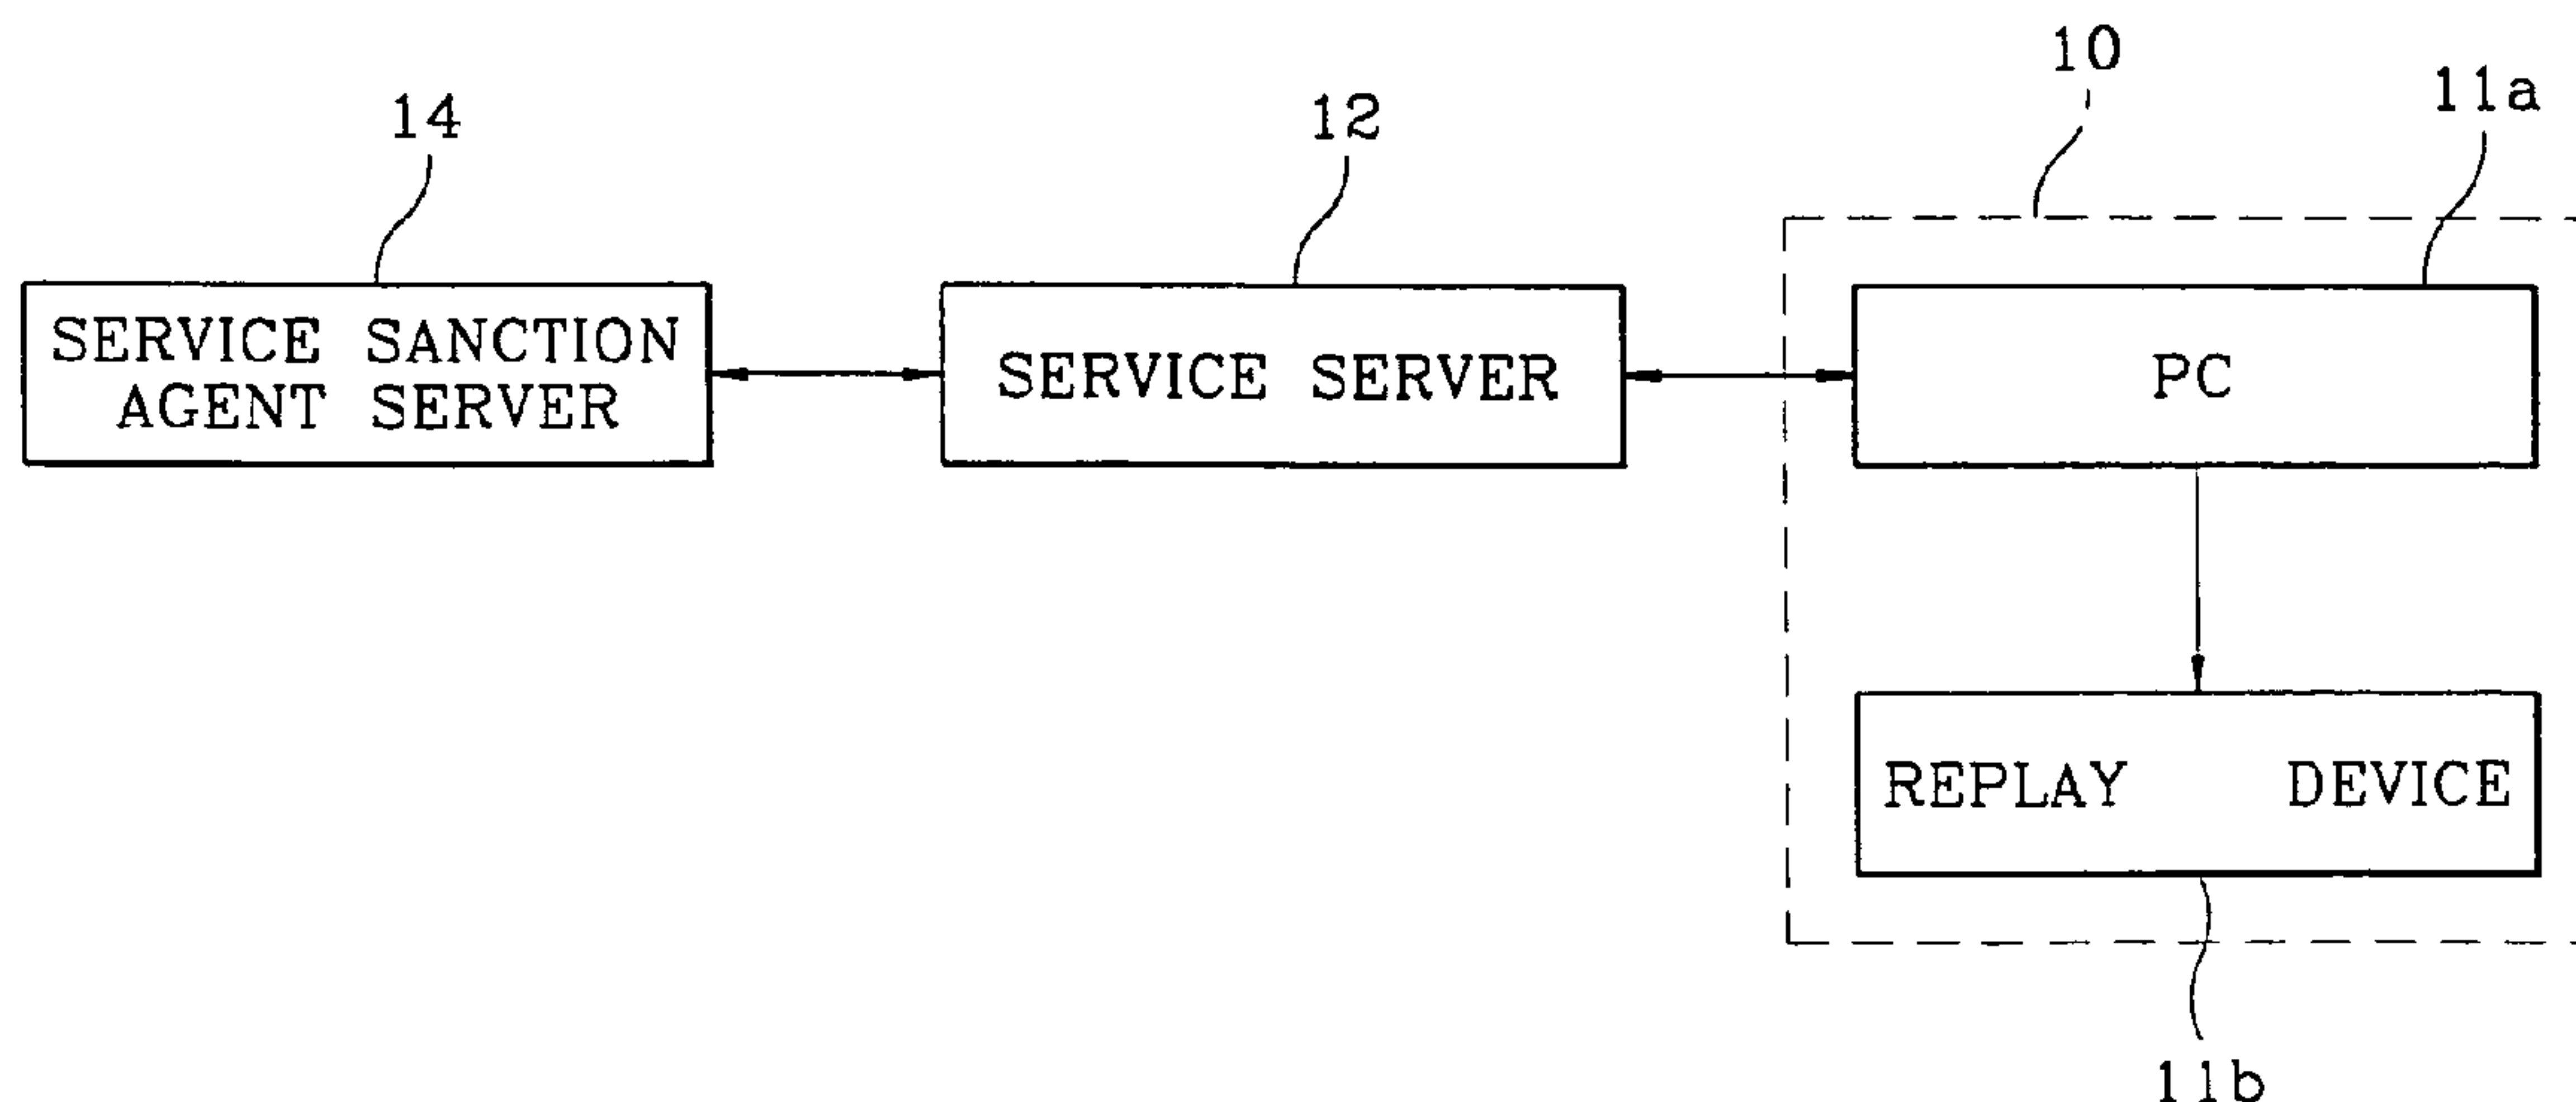 10
11a
14
12
SERVICE SANCTION
AGENT SERVER
SERVICE SERVER
PC
REPLAY DEVICE
11b